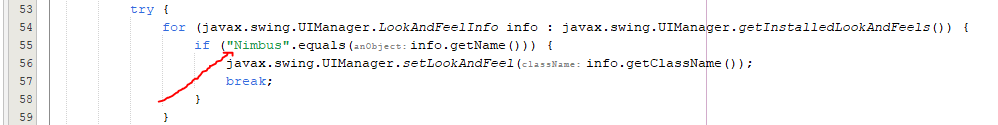 53 try {
54 for (javax.swing.UIManager.LookAndFeelInfo info : javax.swing.UIManager.getInstalledLookAndFeels()) {
55 if ("Nimbus".equals(anObject: info.getName())) {
56 javax.swing.UIManager.setLookAndFeel(className: info.getClassName());
57 break;
58 }
59 }